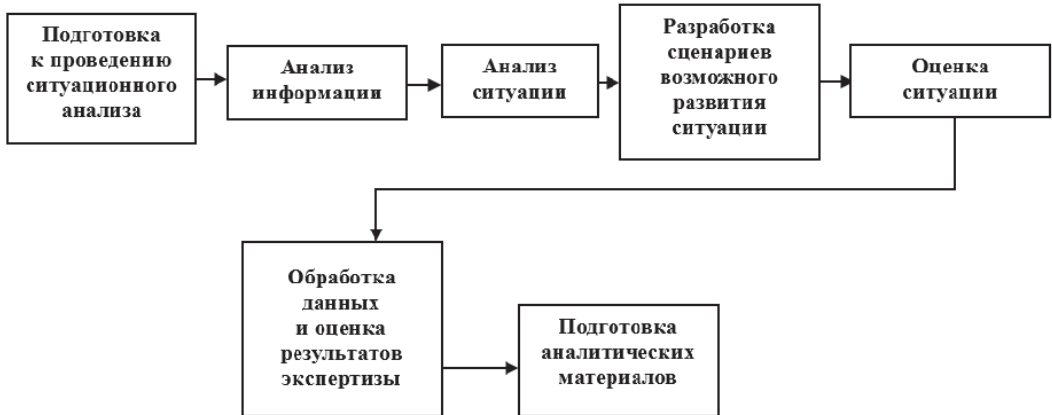 Подготовка
к проведению
ситуационного
анализа
Анализ
информации
Анализ
ситуации
Разработка
сценариев
возможного
развития
ситуации
Оценка
ситуации
Обработка
данных
и оценка
результатов
экспертизы
Подготовка
аналитических
материалов